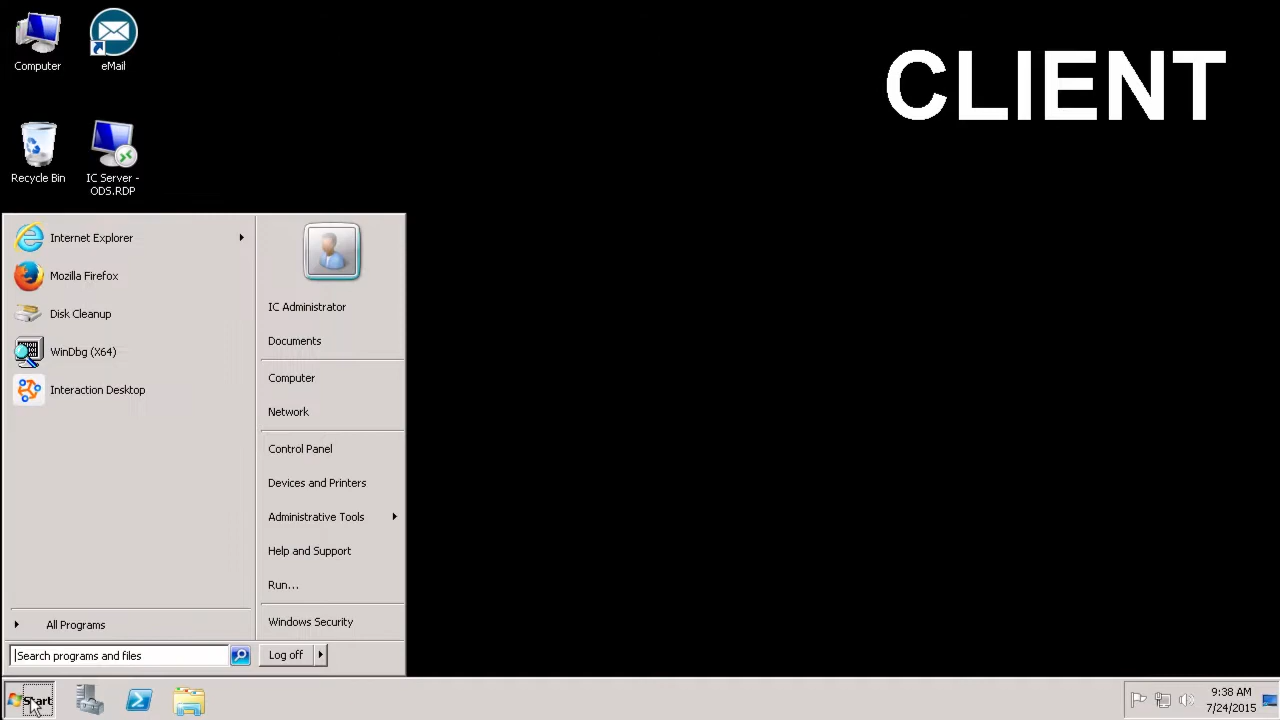 CLIENT
Computer
eMail
Recycle Bin
IC Server -
ODS.RDP
Internet Explorer
Mozilla Firefox
Disk Cleanup
WinDbg (X64)
Interaction Desktop
All Programs
Search programs and files
IC Administrator
Documents
Computer
Network
Control Panel
Devices and Printers
Administrative Tools
Help and Support
Run...
Windows Security
Log off
Start
9:38 AM
7/24/2015